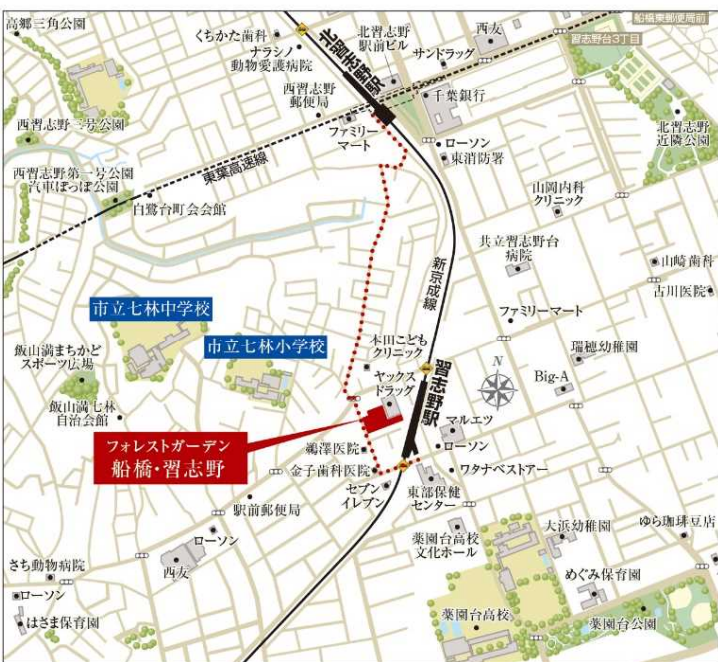 高郷三角公園
くちかた歯科
ナラシノ
動物愛護病院
北習志野
駅前ビル
西友
サンドラッグ
船橋東郵便局前
習志野台3丁目
北習志野駅
西習志野
郵便局
千葉銀行
ファミリー
マート
ローソン
東消防署
北習志野
近隣公園
西習志野二号公園
西習志野第一号公園
汽車ぽっぽ公園
東葉高速線
白鷺台町会会館
山岡内科
クリニック
共立習志野台
病院
新京成線
山崎歯科
古川医院
ファミリーマート
市立七林中学校
市立七林小学校
本田こども
クリニック
習志野駅
N
瑞穂幼稚園
飯山満まちかど
スポーツ広場
ヤックス
ドラッグ
Big-A
飯山満七林
自治会館
マルエツ
フォレストガーデン
船橋・習志野
鵜澤医院
ローソン
金子歯科医院
ワタナベストアー
セブン
イレブン
東部保健
センター
駅前郵便局
ローソン
西友
薬園台高校
文化ホール
大浜幼稚園
ゆら珈琲豆店
さち動物病院
ローソン
はさま保育園
めぐみ保育園
薬園台高校
薬園台公園